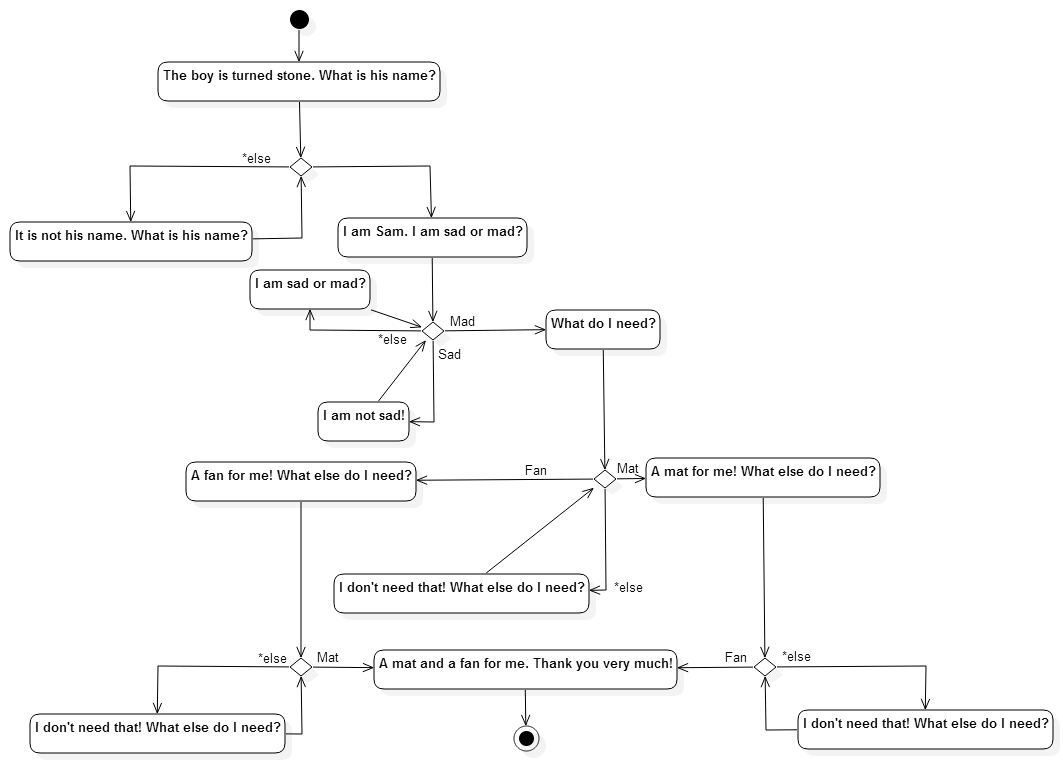 The boy is turned stone. What is his name?
*else
It is not his name. What is his name?
I am Sam. I am sad or mad?
I am sad or mad?
Mad
What do I need?
*else
Sad
I am not sad!
A fan for me! What else do I need?
Fan
Mat
A mat for me! What else do I need?
I don't need that! What else do I need?
*else
*else
Mat
A mat and a fan for me. Thank you very much!
Fan
*else
I don't need that! What else do I need?
I don't need that! What else do I need?